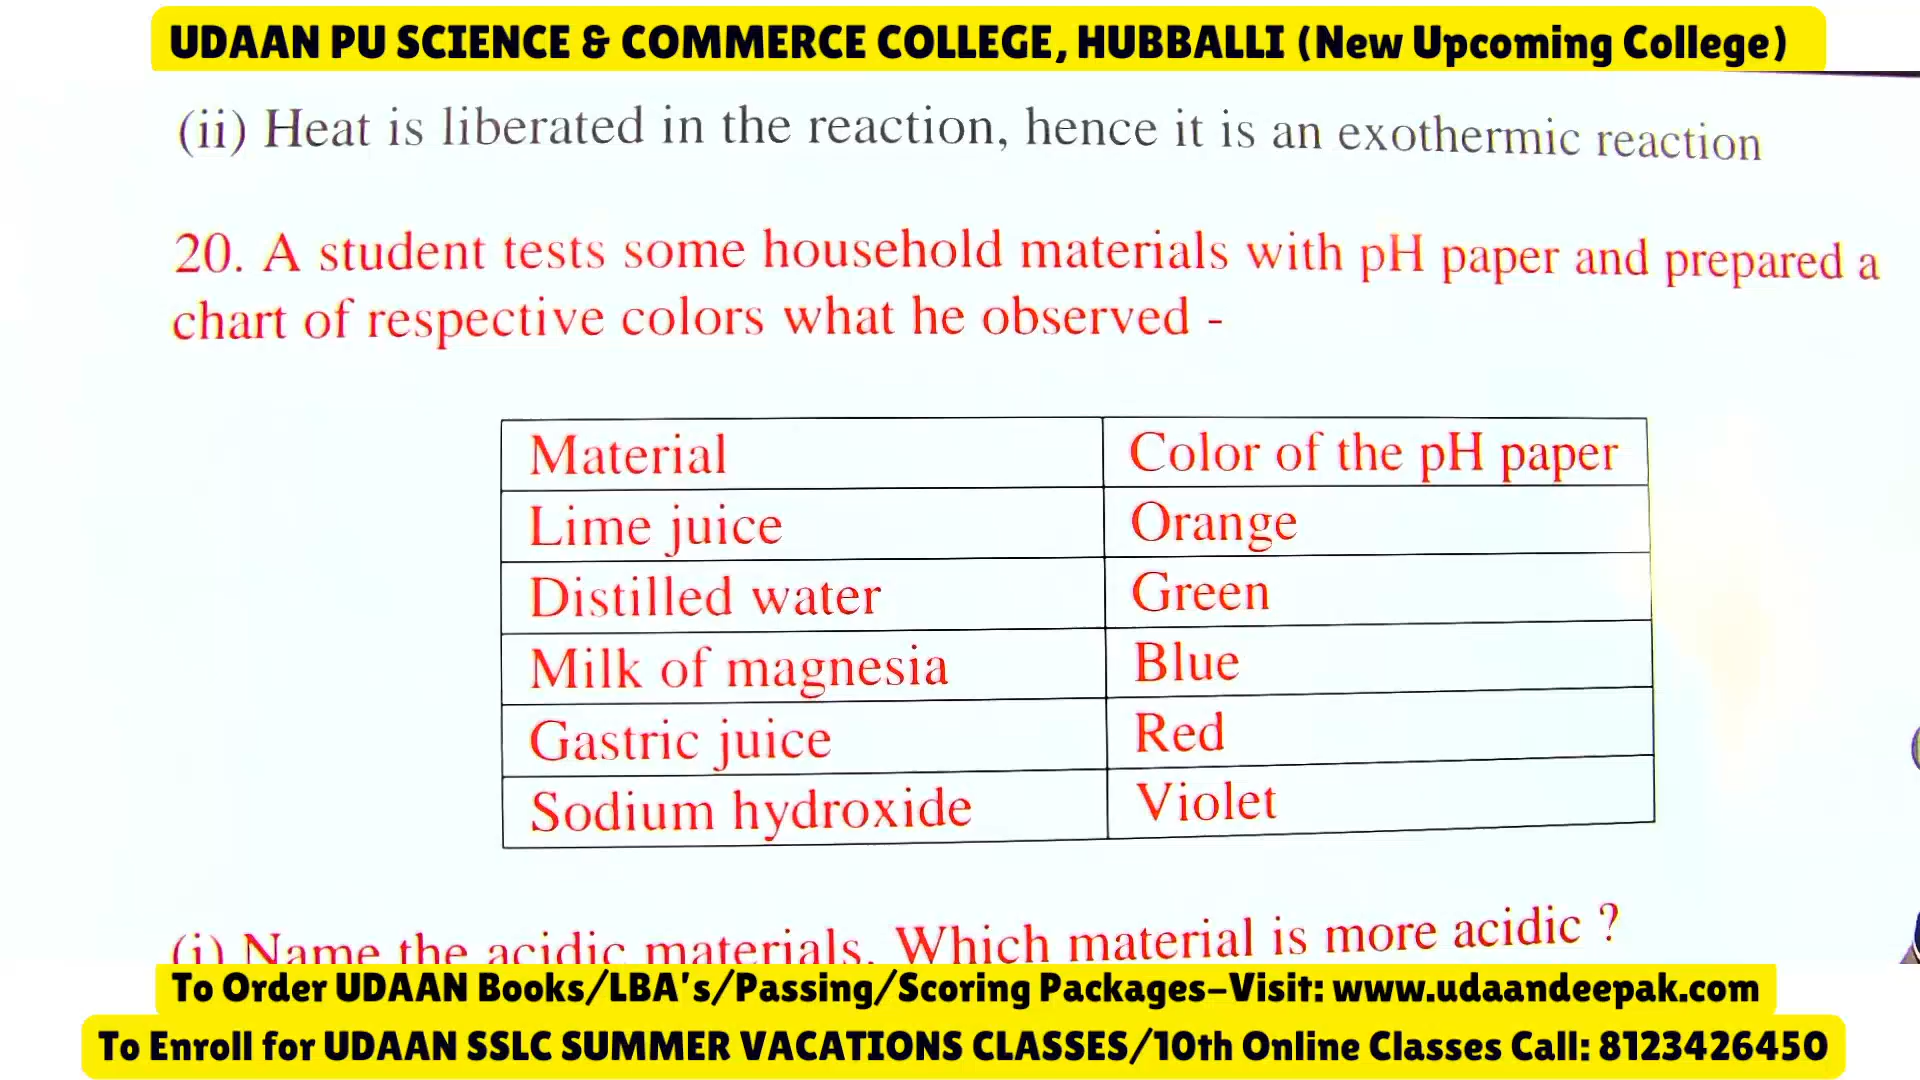 UDAAN PU SCIENCE & COMMERCE COLLEGE, HUBBALLI (New Upcoming College)
(ii) Heat is liberated in the reaction, hence it is an exothermic reaction
20. A student tests some household materials with pH paper and prepared a
chart of respective colors what he observed -
Material Color of the pH paper
Lime juice Orange
Distilled water Green
Milk of magnesia Blue
Gastric juice Red
Sodium hydroxide Violet
(i) Name the acidic materials. Which material is more acidic ?
To Order UDAAN Books/LBA's/Passing/Scoring Packages–Visit: www.udaandeepak.com
To Enroll for UDAAN SSLC SUMMER VACATIONS CLASSES/10th Online Classes Call: 8123426450